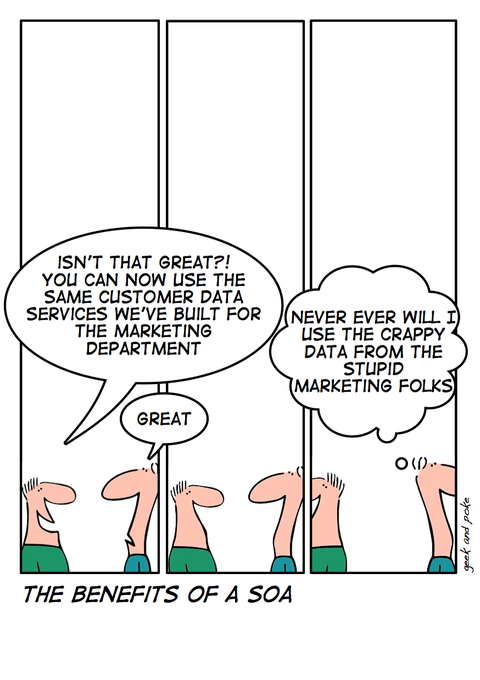 ISN'T THAT GREAT?!
YOU CAN NOW USE THE
SAME CUSTOMER DATA
SERVICES WE'VE BUILT FOR
THE MARKETING
DEPARTMENT
GREAT
NEVER EVER WILL I
USE THE CRAPPY
DATA FROM THE
STUPID
MARKETING FOLKS
geek and poke
THE BENEFITS OF A SOA